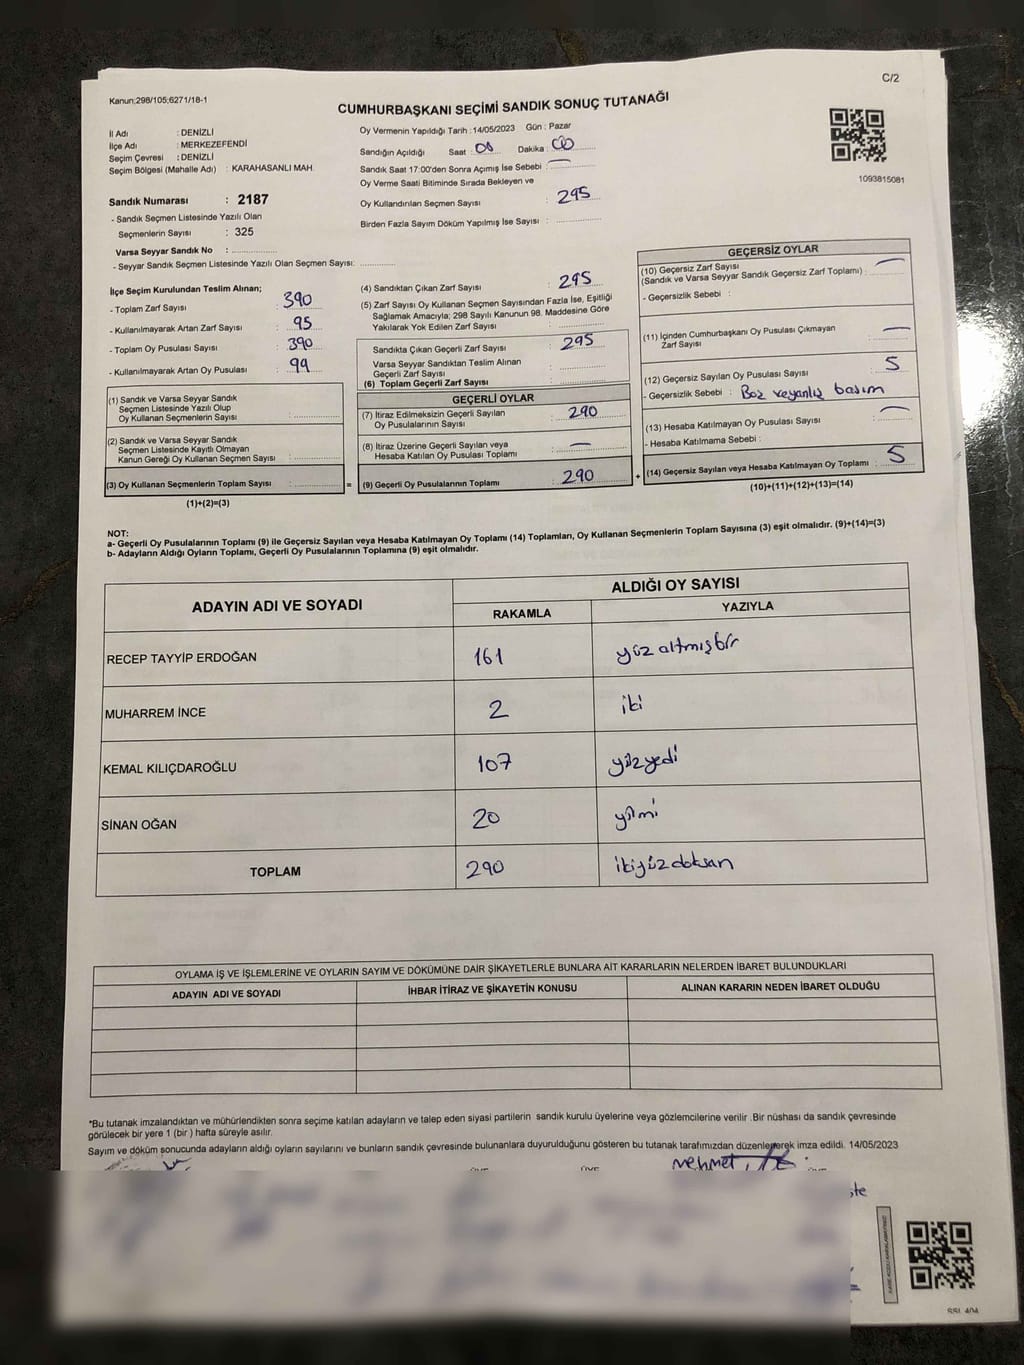 C/2
Kanun;298/105;6271/18-1
CUMHURBAŞKANI SEÇİMİ SANDIK SONUÇ TUTANAĞI
İl Adı : DENİZLİ
İlçe Adı : MERKEZEFENDİ
Seçim Çevresi : DENİZLİ
Seçim Bölgesi (Mahalle Adı) : KARAHASANLI MAH.
Sandık Numarası : 2187
- Sandık Seçmen Listesinde Yazılı Olan
Seçmenlerin Sayısı : 325
Varsa Seyyar Sandık No :
- Seyyar Sandık Seçmen Listesinde Yazılı Olan Seçmen Sayısı:
Oy Vermenin Yapıldığı Tarih :14/05/2023 Gün : Pazar
Sandığın Açıldığı Saat : 08 Dakika : 00
Sandık Saat 17:00'den Sonra Açımış İse Sebebi :
Oy Verme Saati Bitiminde Sırada Bekleyen ve
Oy Kullandırılan Seçmen Sayısı : 295
Birden Fazla Sayım Döküm Yapılmış İse Sayısı :
1093815081
İlçe Seçim Kurulundan Teslim Alınan;
- Toplam Zarf Sayısı : 390
- Kullanılmayarak Artan Zarf Sayısı : 95
- Toplam Oy Pusulası Sayısı : 390
- Kullanılmayarak Artan Oy Pusulası : 99
(1) Sandık ve Varsa Seyyar Sandık
Seçmen Listesinde Yazılı Olup
Oy Kullanan Seçmenlerin Sayısı :
(2) Sandık ve Varsa Seyyar Sandık
Seçmen Listesinde Kayıtlı Olmayan
Kanun Gereği Oy Kullanan Seçmen Sayısı :
(3) Oy Kullanan Seçmenlerin Toplam Sayısı :
(1)+(2)=(3)
(4) Sandıktan Çıkan Zarf Sayısı : 295
(5) Zarf Sayısı Oy Kullanan Seçmen Sayısından Fazla İse, Eşitliği
Sağlamak Amacıyla; 298 Sayılı Kanunun 98. Maddesine Göre
Yakılarak Yok Edilen Zarf Sayısı :
Sandıkta Çıkan Geçerli Zarf Sayısı : 295
Varsa Seyyar Sandıktan Teslim Alınan
Geçerli Zarf Sayısı :
(6) Toplam Geçerli Zarf Sayısı :
GEÇERLİ OYLAR
(7) İtiraz Edilmeksizin Geçerli Sayılan
Oy Pusulalarının Sayısı : 290
(8) İtiraz Üzerine Geçerli Sayılan veya
Hesaba Katılan Oy Pusulası Toplamı : —
(9) Geçerli Oy Pusulalarının Toplamı : 290
=
+
GEÇERSİZ OYLAR
(10) Geçersiz Zarf Sayısı
(Sandık ve Varsa Seyyar Sandık Geçersiz Zarf Toplamı) : —
- Geçersizlik Sebebi :
(11) İçinden Cumhurbaşkanı Oy Pusulası Çıkmayan
Zarf Sayısı : —
(12) Geçersiz Sayılan Oy Pusulası Sayısı : 5
- Geçersizlik Sebebi : Boz veyanlış basım
(13) Hesaba Katılmayan Oy Pusulası Sayısı : —
- Hesaba Katılmama Sebebi :
(14) Geçersiz Sayılan veya Hesaba Katılmayan Oy Toplamı : 5
(10)+(11)+(12)+(13)=(14)
NOT:
a- Geçerli Oy Pusulalarının Toplamı (9) ile Geçersiz Sayılan veya Hesaba Katılmayan Oy Toplamı (14) Toplamları, Oy Kullanan Seçmenlerin Toplam Sayısına (3) eşit olmalıdır. (9)+(14)=(3)
b- Adayların Aldığı Oyların Toplamı, Geçerli Oy Pusulalarının Toplamına (9) eşit olmalıdır.
ADAYIN ADI VE SOYADI
ALDIĞI OY SAYISI
RAKAMLA YAZIYLA
RECEP TAYYİP ERDOĞAN 161 yüz altmışbir
MUHARREM İNCE 2 iki
KEMAL KILIÇDAROĞLU 107 yüzyedi
SİNAN OĞAN 20 yirmi
TOPLAM 290 ikiyüzdoksan
OYLAMA İŞ VE İŞLEMLERİNE VE OYLARIN SAYIM VE DÖKÜMÜNE DAİR ŞİKAYETLERLE BUNLARA AİT KARARLARIN NELERDEN İBARET BULUNDUKLARI
ADAYIN ADI VE SOYADI İHBAR İTİRAZ VE ŞİKAYETİN KONUSU ALINAN KARARIN NEDEN İBARET OLDUĞU
*Bu tutanak imzalandıktan ve mühürlendikten sonra seçime katılan adayların ve talep eden siyasi partilerin sandık kurulu üyelerine veya gözlemcilerine verilir .Bir nüshası da sandık çevresinde
görülecek bir yere 1 (bir ) hafta süreyle asılır.
Sayım ve döküm sonucunda adayların aldığı oyların sayılarını ve bunların sandık çevresinde bulunanlara duyurulduğunu gösteren bu tutanak tarafımızdan düzenlenerek imza edildi. 14/05/2023
Mehmet